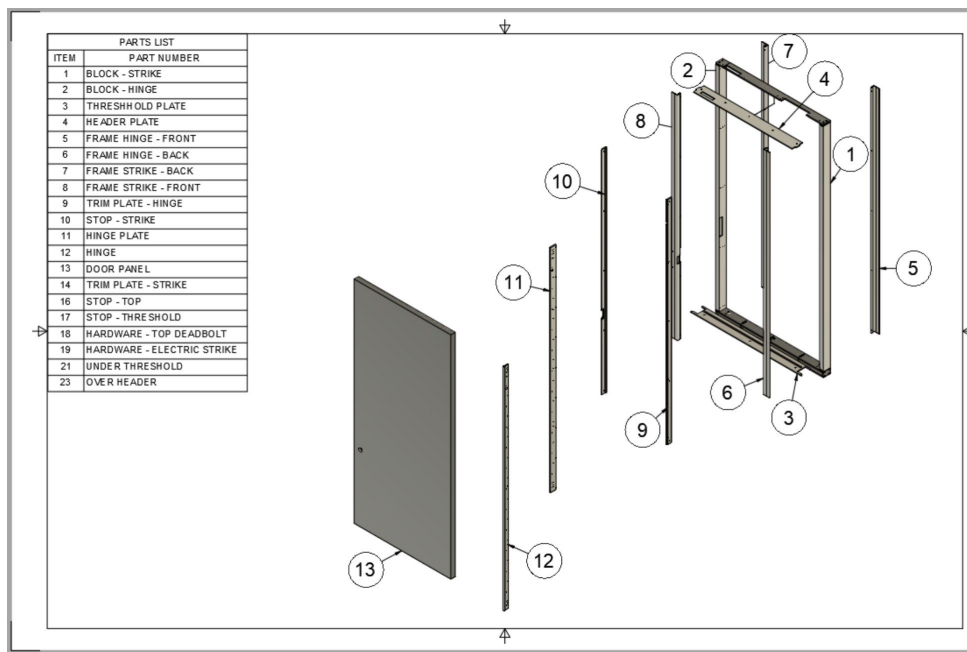 PARTS LIST
ITEM PART NUMBER
1 BLOCK - STRIKE
2 BLOCK - HINGE
3 THRESHHOLD PLATE
4 HEADER PLATE
5 FRAME HINGE - FRONT
6 FRAME HINGE - BACK
7 FRAME STRIKE - BACK
8 FRAME STRIKE - FRONT
9 TRIM PLATE - HINGE
10 STOP - STRIKE
11 HINGE PLATE
12 HINGE
13 DOOR PANEL
14 TRIM PLATE - STRIKE
16 STOP - TOP
17 STOP - THRESHOLD
18 HARDWARE - TOP DEADBOLT
19 HARDWARE - ELECTRIC STRIKE
21 UNDER THRESHOLD
23 OVER HEADER
7
2
4
8
1
10
5
11
6
3
9
12
13